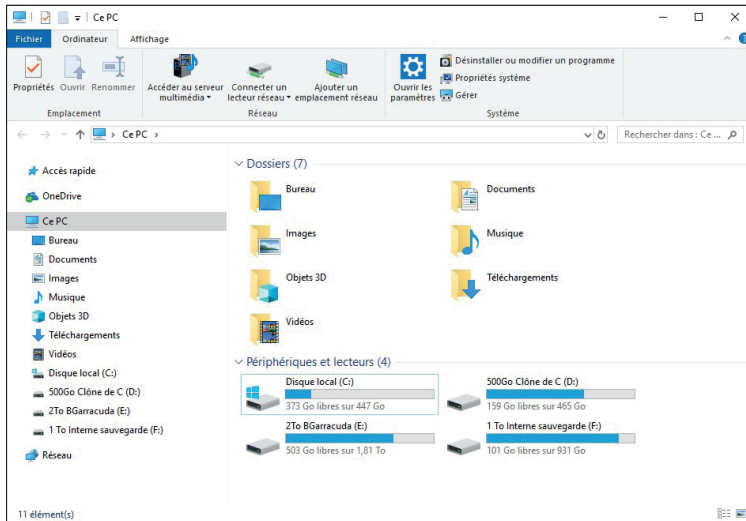 Ce PC
Fichier Ordinateur Affichage
Propriétés Ouvrir Renommer
Accéder au serveur multimédia
Connecter un lecteur réseau
Ajouter un emplacement réseau
Ouvrir les paramètres
Désinstaller ou modifier un programme
Propriétés système
Gérer
Emplacement Réseau Système
Ce PC
Rechercher dans : Ce ...
Accès rapide
OneDrive
Ce PC
Bureau
Documents
Images
Musique
Objets 3D
Téléchargements
Vidéos
Disque local (C:)
500Go Clône de C (D:)
2To BGarracuda (E:)
1 To Interne sauvegarde (F:)
Réseau
Dossiers (7)
Bureau
Documents
Images
Musique
Objets 3D
Téléchargements
Vidéos
Périphériques et lecteurs (4)
Disque local (C:)
373 Go libres sur 447 Go
500Go Clône de C (D:)
159 Go libres sur 465 Go
2To BGarracuda (E:)
503 Go libres sur 1,81 To
1 To Interne sauvegarde (F:)
101 Go libres sur 931 Go
11 élément(s)